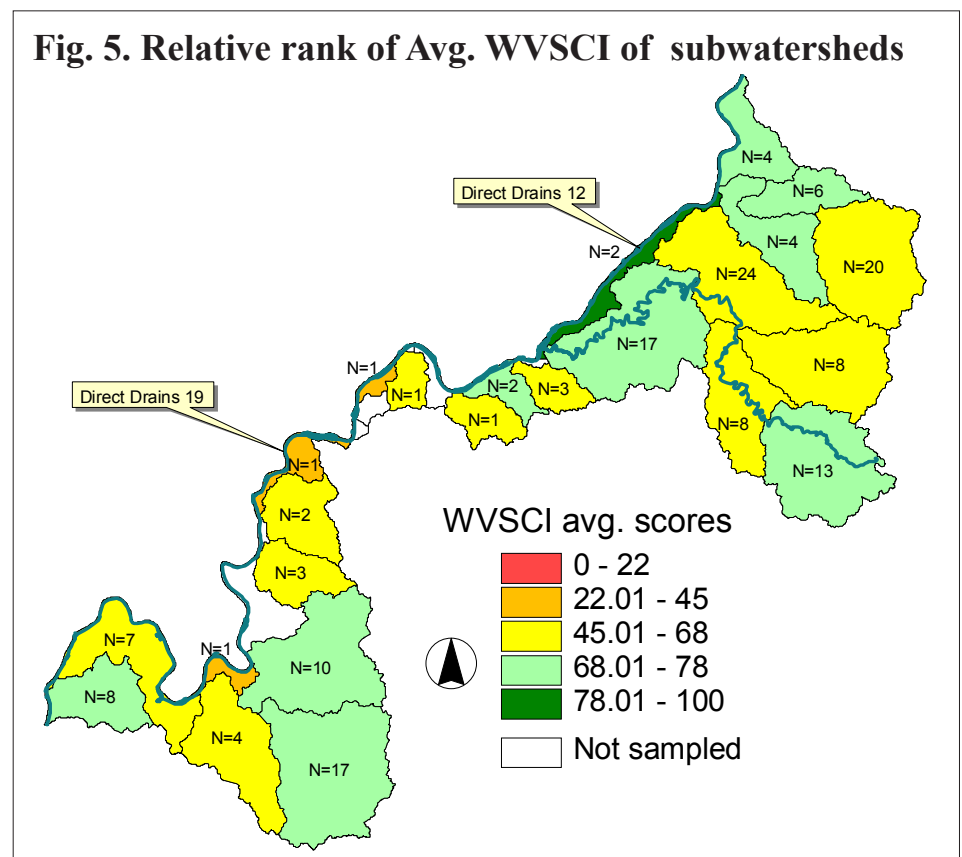 Fig. 5. Relative rank of Avg. WVSCI of subwatersheds
N=4
Direct Drains 12
N=6
N=2
N=4
N=24
N=20
N=17
N=1
N=8
N=1
N=2
N=3
Direct Drains 19
N=1
N=8
N=1
N=13
N=2
WVSCI avg. scores
0 - 22
N=3
22.01 - 45
45.01 - 68
N=7
N=1
N=10
68.01 - 78
N=8
78.01 - 100
N=4
Not sampled
N=17